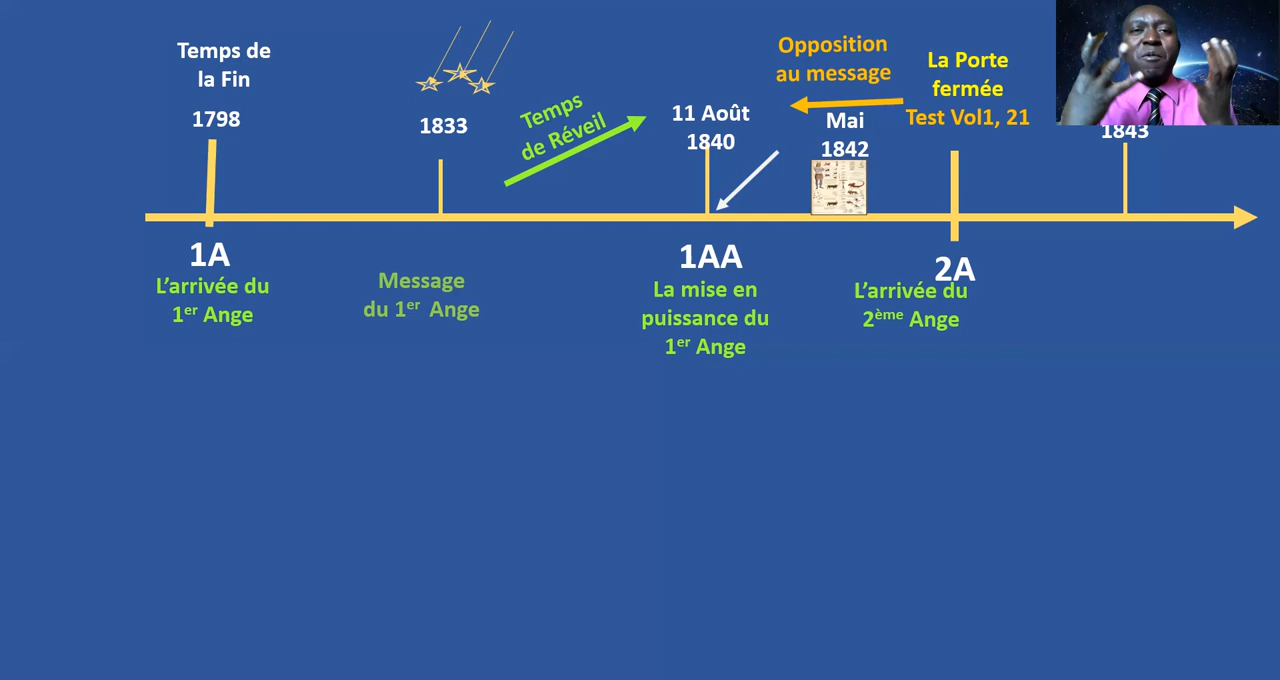 Temps de
la Fin
1798
1833
Temps
de Réveil
11 Août
1840
Opposition
au message
Mai
1842
La Porte
fermée
Test Vol1, 21
1843
1A
L’arrivée du
1er Ange
Message
du 1er Ange
1AA
La mise en
puissance du
1er Ange
2A
L’arrivée du
2ème Ange